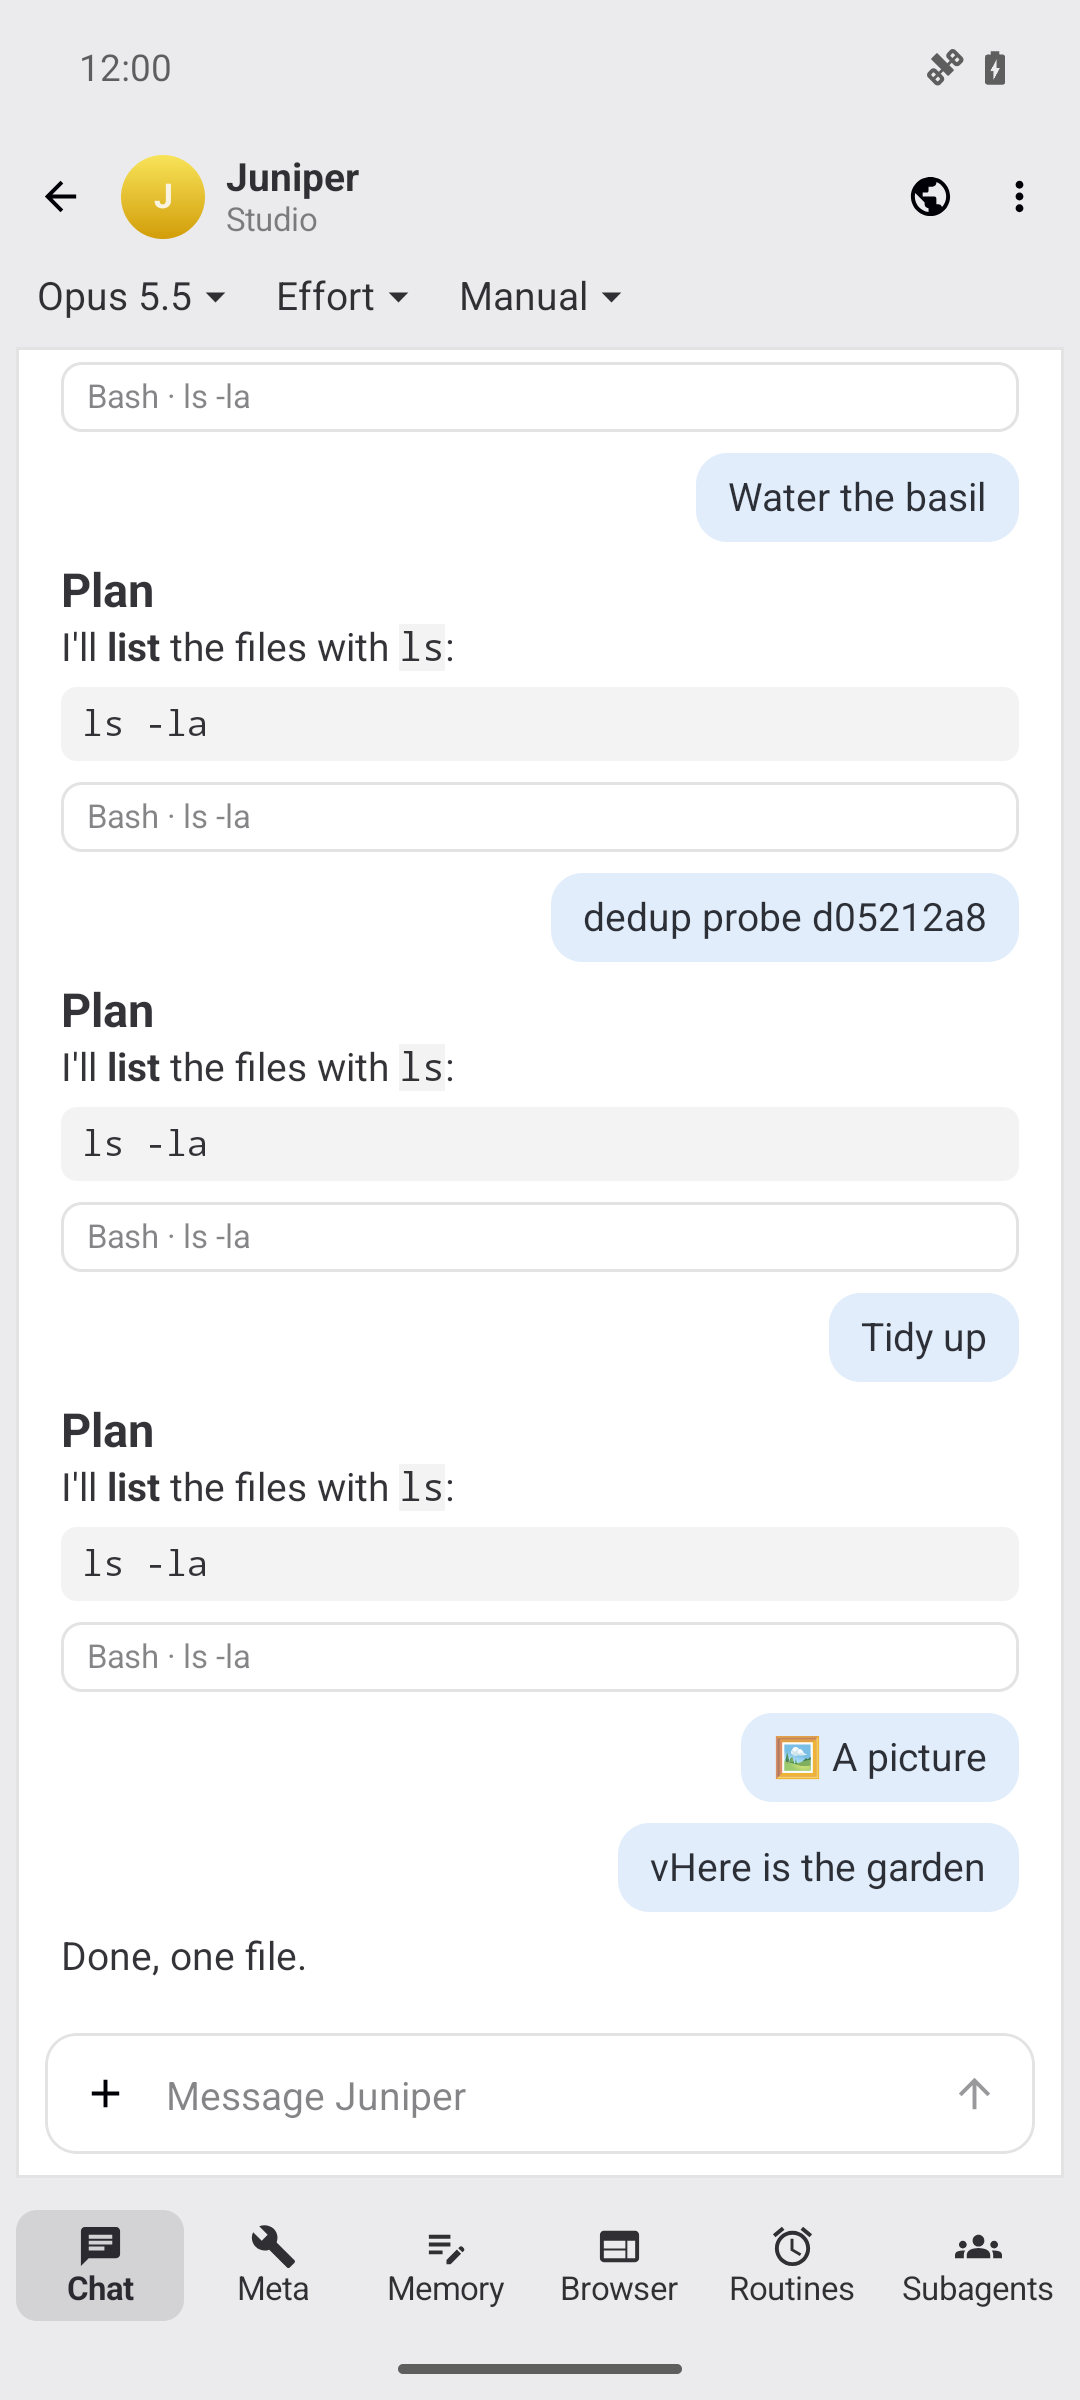 12:00
J
Juniper
Studio
Opus 5.5
Effort
Manual
Bash · ls -la
Water the basil
Plan
I'll list the files with ls:
ls -la
Bash · ls -la
dedup probe d05212a8
Plan
I'll list the files with ls:
ls -la
Bash · ls -la
Tidy up
Plan
I'll list the files with ls:
ls -la
Bash · ls -la
🖼️ A picture
vHere is the garden
Done, one file.
Message Juniper
Chat
Meta
Memory
Browser
Routines
Subagents